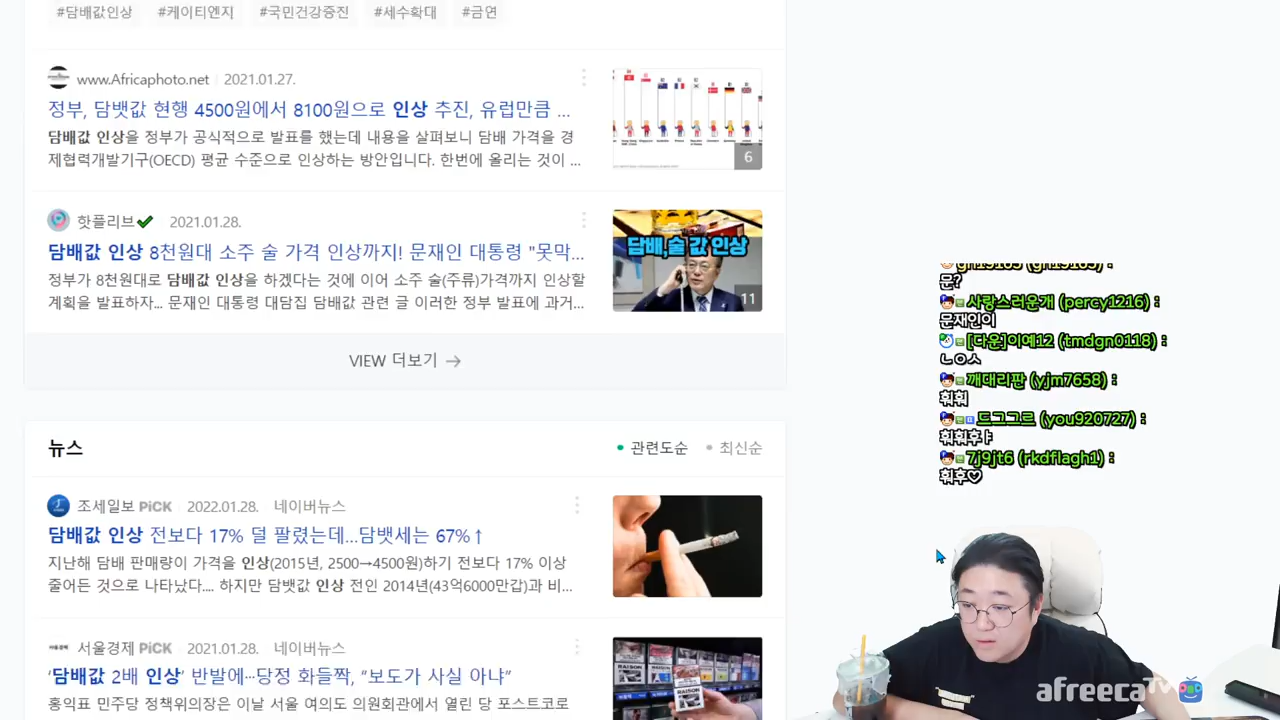 #담배값인상 #케이티엔지 #국민건강증진 #세수확대 #금연
www.Africaphoto.net 2021.01.27.
정부, 담뱃값 현행 4500원에서 8100원으로 인상 추진, 유럽만큼 ...
담배값 인상을 정부가 공식적으로 발표를 했는데 내용을 살펴보니 담배 가격을 경
제협력개발기구(OECD) 평균 수준으로 인상하는 방안입니다. 한번에 올리는 것이 ...
6
핫플리브 2021.01.28.
담배값 인상 8천원대 소주 술 가격 인상까지! 문재인 대통령 "못막...
정부가 8천원대로 담배값 인상을 하겠다는 것에 이어 소주 술(주류)가격까지 인상할
계획을 발표하자... 문재인 대통령 대담집 담배값 관련 글 이러한 정부 발표에 과거...
담배,술 값 인상
11
VIEW 더보기 →
뉴스
관련도순 최신순
조세일보 PiCK 2022.01.28. 네이버뉴스
담배값 인상 전보다 17% 덜 팔렸는데…담뱃세는 67%↑
지난해 담배 판매량이 가격을 인상(2015년, 2500→4500원)하기 전보다 17% 이상
줄어든 것으로 나타났다.... 하지만 담뱃값 인상 전인 2014년(43억6000만갑)과 비...
서울경제 PiCK 2021.01.28. 네이버뉴스
'담배값 2배 인상' 반발에…당정 화들짝, "보도가 사실 아냐"
홍익표 민주당 정책위의장은 이날 서울 여의도 의원회관에서 열린 당 포스트코로
RAISON
문?
사랑스러운개 (percy1216) :
문재인이
[다운]이예12 (tmdgn0118) :
ㄴㅇㅅ
깨대리판 (yjm7658) :
훠훠
드그그르 (you920727) :
훠훠후ㅑ
7j9jt6 (rkdflagh1) :
훠후♡
afreecaTV